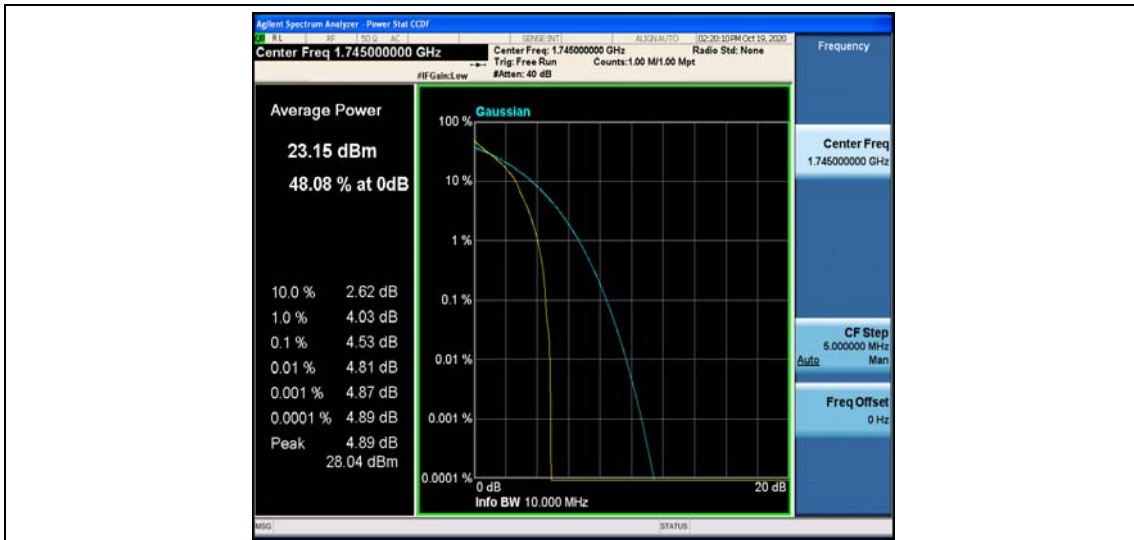 Agilent Spectrum Analyzer - Power Stat CCDF
RL RF 50 Ω AC SENSE:INT ALIGN AUTO 02:20:10 PM Oct 19, 2020
Center Freq 1.745000000 GHz
Center Freq: 1.745000000 GHz Radio Std: None
Trig: Free Run Counts:1.00 M/1.00 Mpt
#IFGain:Low #Atten: 40 dB
Frequency
Average Power
23.15 dBm
48.08 % at 0dB
10.0 % 2.62 dB
1.0 % 4.03 dB
0.1 % 4.53 dB
0.01 % 4.81 dB
0.001 % 4.87 dB
0.0001 % 4.89 dB
Peak 4.89 dB
28.04 dBm
Gaussian
100 %
10 %
1 %
0.1 %
0.01 %
0.001 %
0.0001 %
0 dB 20 dB
Info BW 10.000 MHz
Center Freq
1.745000000 GHz
CF Step
5.000000 MHz
Auto Man
Freq Offset
0 Hz
MSG STATUS